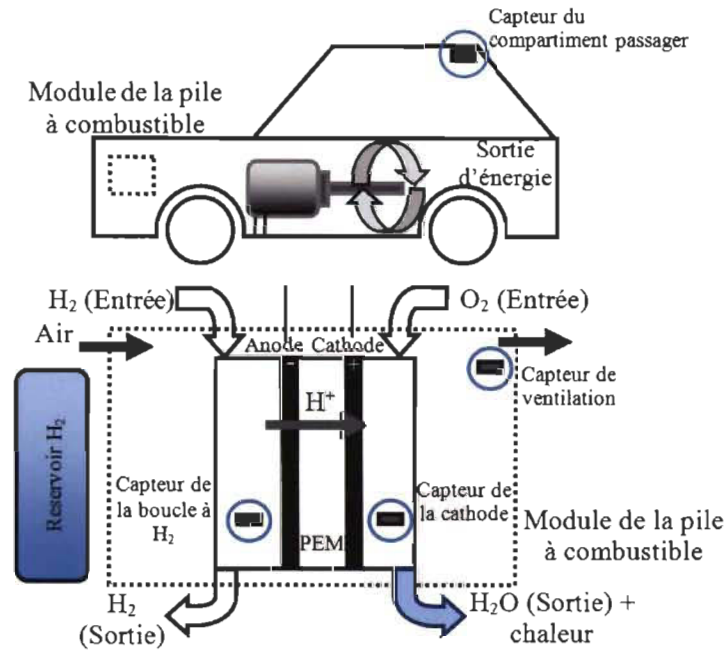 Capteur du
compartiment passager
Module de la pile
à combustible
Sortie
d'énergie
H₂ (Entrée)
O₂ (Entrée)
Air
Anode Cathode
- +
H⁺
Capteur de
ventilation
Reservoir H₂
Capteur de
la boucle à
H₂
Capteur de
la cathode
PEM
Module de la pile
à combustible
H₂
(Sortie)
H₂O (Sortie) +
chaleur